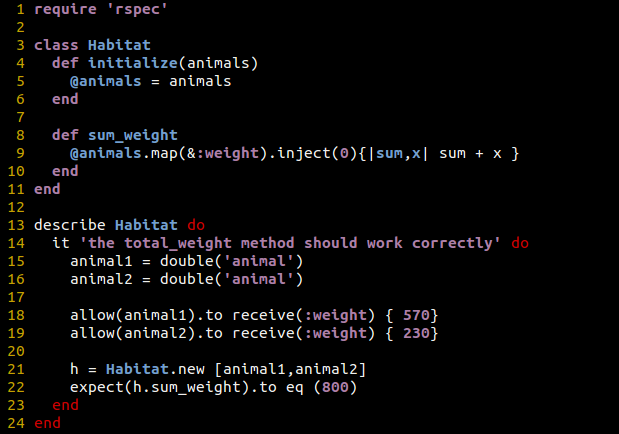 1 require 'rspec'
2
3 class Habitat
4   def initialize(animals)
5     @animals = animals
6   end
7
8   def sum_weight
9     @animals.map(&:weight).inject(0){|sum,x| sum + x }
10   end
11 end
12
13 describe Habitat do
14   it 'the total_weight method should work correctly' do
15     animal1 = double('animal')
16     animal2 = double('animal')
17
18     allow(animal1).to receive(:weight) { 570}
19     allow(animal2).to receive(:weight) { 230}
20
21     h = Habitat.new [animal1,animal2]
22     expect(h.sum_weight).to eq (800)
23   end
24 end